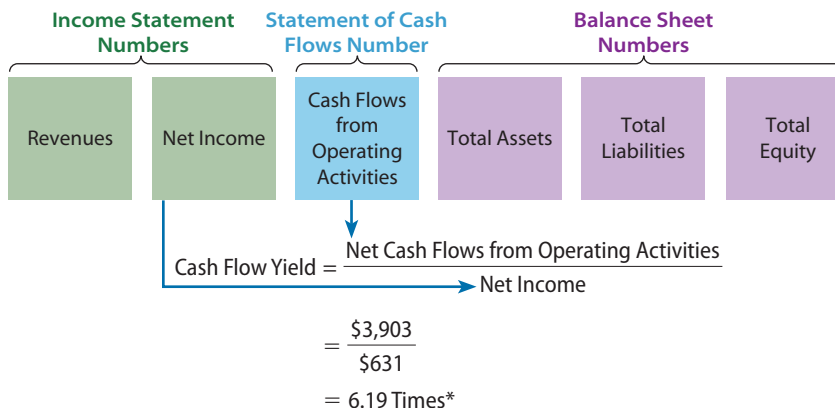 Income Statement Numbers
Statement of Cash Flows Number
Balance Sheet Numbers
Revenues
Net Income
Cash Flows
from
Operating
Activities
Total Assets
Total
Liabilities
Total
Equity
Cash Flow Yield = Net Cash Flows from Operating Activities
Net Income
= $3,903
$631
= 6.19 Times*